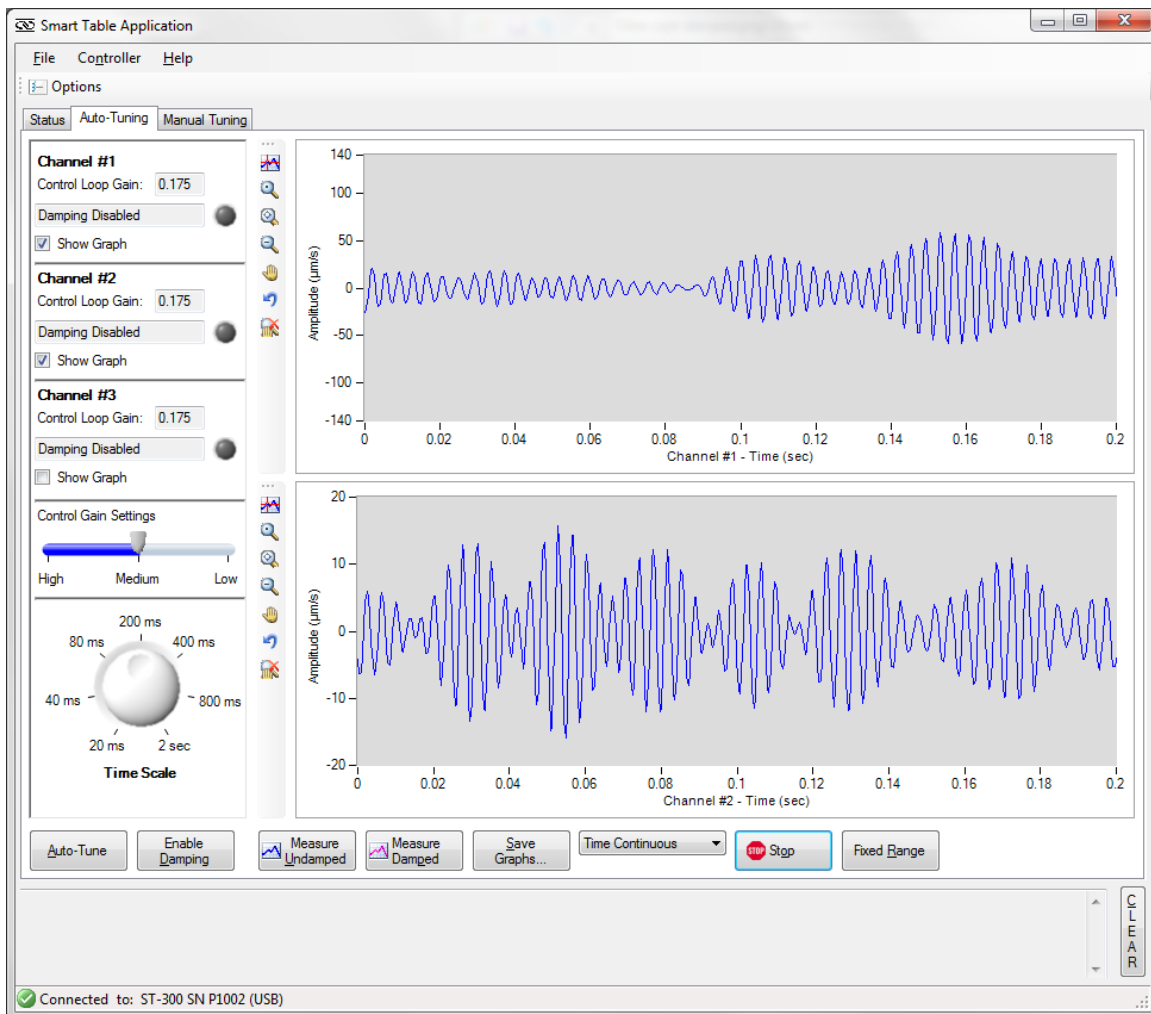 Smart Table Application
File Controller Help
Options
Status Auto-Tuning Manual Tuning
Channel #1
Control Loop Gain: 0.175
Damping Disabled
Show Graph
Channel #2
Control Loop Gain: 0.175
Damping Disabled
Show Graph
Channel #3
Control Loop Gain: 0.175
Damping Disabled
Show Graph
Control Gain Settings
High Medium Low
200 ms
80 ms 400 ms
40 ms 800 ms
20 ms 2 sec
Time Scale
140
100
50
0
-50
-100
-140
Amplitude (µm/s)
0 0.02 0.04 0.06 0.08 0.1 0.12 0.14 0.16 0.18 0.2
Channel #1 - Time (sec)
20
10
0
-10
-20
Amplitude (µm/s)
0 0.02 0.04 0.06 0.08 0.1 0.12 0.14 0.16 0.18 0.2
Channel #2 - Time (sec)
Auto-Tune
Enable
Damping
Measure
Undamped
Measure
Damped
Save
Graphs...
Time Continuous
STOP Stop
Fixed Range
CLEAR
Connected to: ST-300 SN P1002 (USB)